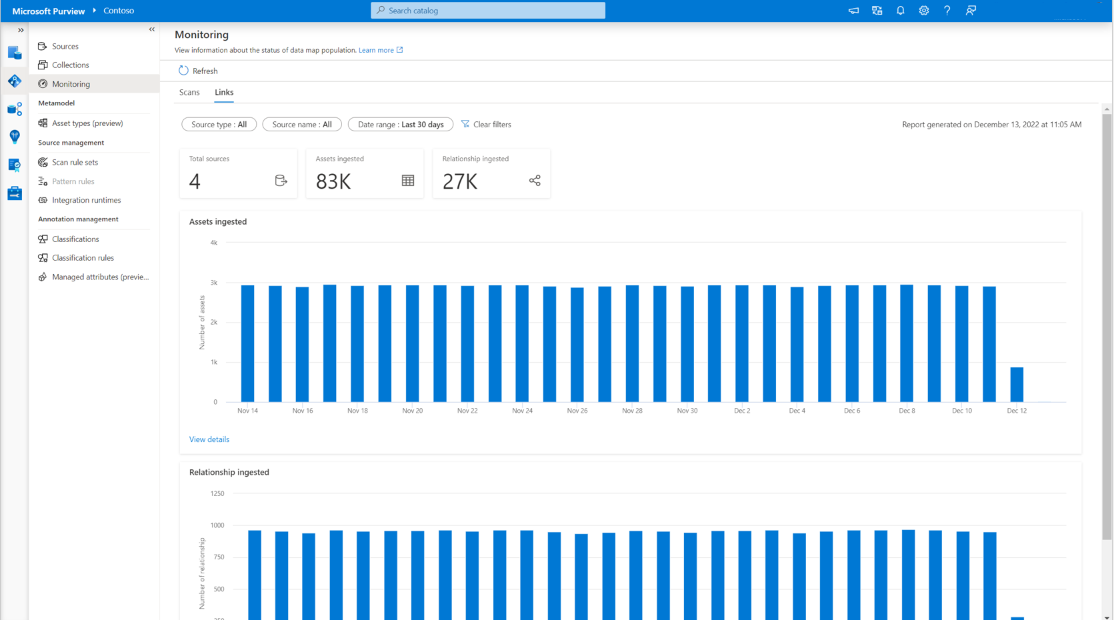 Microsoft Purview Contoso
Search catalog
Sources
Collections
Monitoring
Metamodel
Asset types (preview)
Source management
Scan rule sets
Pattern rules
Integration runtimes
Annotation management
Classifications
Classification rules
Managed attributes (previe...
Monitoring
View information about the status of data map population. Learn more
Refresh
Scans Links
Source type : All Source name : All Date range : Last 30 days Clear filters
Report generated on December 13, 2022 at 11:05 AM
Total sources
4
Assets ingested
83K
Relationship ingested
27K
Assets ingested
4k
3k
2k
1k
0
Number of assets
Nov 14 Nov 16 Nov 18 Nov 20 Nov 22 Nov 24 Nov 26 Nov 28 Nov 30 Dec 2 Dec 4 Dec 6 Dec 8 Dec 10 Dec 12
View details
Relationship ingested
1250
1000
750
500
Number of relationship